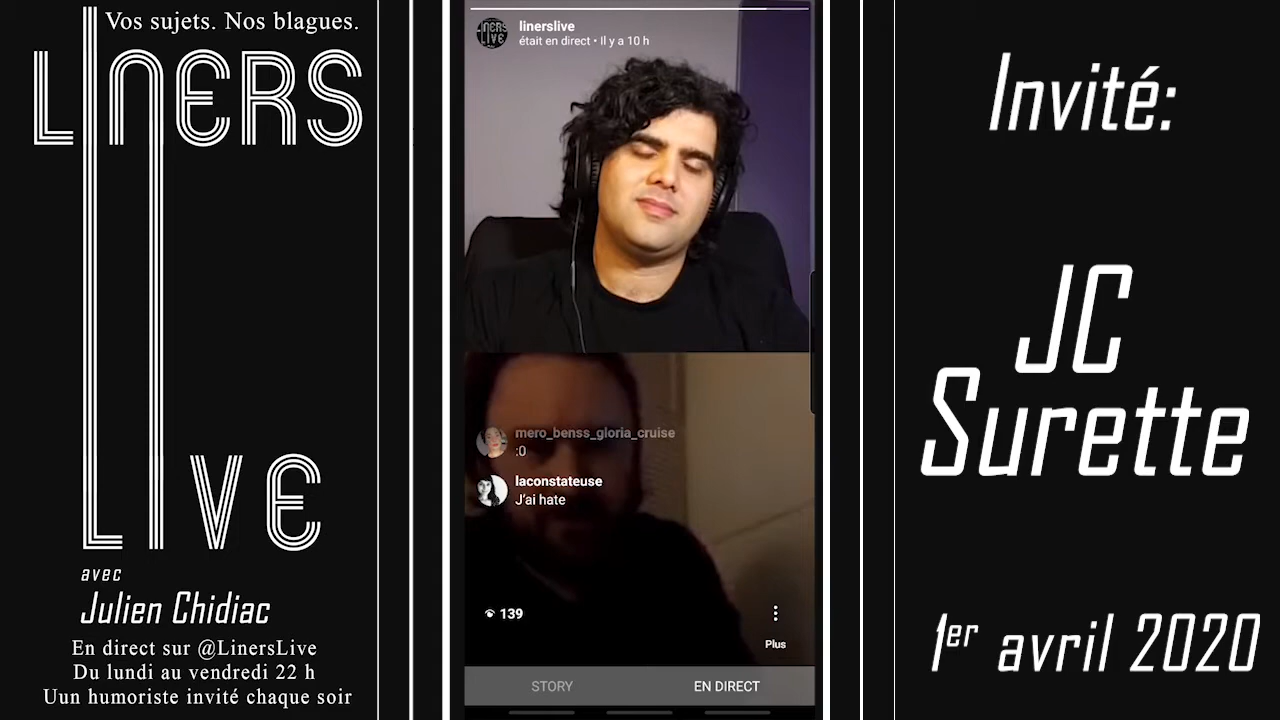 Vos sujets. Nos blagues.
LINERS
LIVE
avec
Julien Chidiac
En direct sur @LinersLive
Du lundi au vendredi 22 h
Uun humoriste invité chaque soir
LINERS
LIVE
linerslive
était en direct • Il y a 10 h
mero_benss_gloria_cruise
:0
laconstateuse
J'ai hate
139
Plus
STORY
EN DIRECT
Invité:
JC
Surette
1er avril 2020